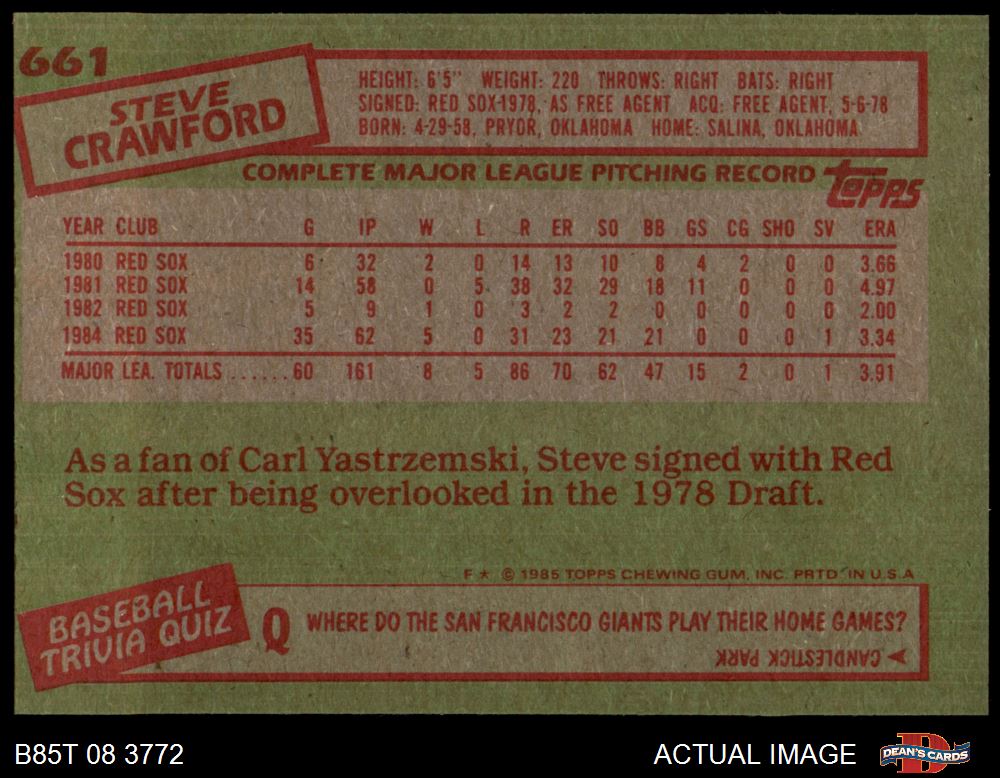 661
STEVE
CRAWFORD
HEIGHT: 6'5" WEIGHT: 220 THROWS: RIGHT BATS: RIGHT
SIGNED: RED SOX-1978, AS FREE AGENT ACQ: FREE AGENT, 5-6-78
BORN: 4-29-58, PRYOR, OKLAHOMA HOME: SALINA, OKLAHOMA
COMPLETE MAJOR LEAGUE PITCHING RECORD topps
YEAR CLUB G IP W L R ER SO BB GS CG SHO SV ERA
1980 RED SOX 6 32 2 0 14 13 10 8 4 2 0 0 3.66
1981 RED SOX 14 58 0 5 38 32 29 18 11 0 0 0 4.97
1982 RED SOX 5 9 1 0 3 2 2 0 0 0 0 0 2.00
1984 RED SOX 35 62 5 0 31 23 21 21 0 0 0 1 3.34
MAJOR LEA. TOTALS ......60 161 8 5 86 70 62 47 15 2 0 1 3.91
As a fan of Carl Yastrzemski, Steve signed with Red
Sox after being overlooked in the 1978 Draft.
F * © 1985 TOPPS CHEWING GUM, INC. PRTD IN U.S.A
BASEBALL
TRIVIA QUIZ
Q WHERE DO THE SAN FRANCISCO GIANTS PLAY THEIR HOME GAMES?
CANDLESTICK PARK
B85T 08 3772 ACTUAL IMAGE D DEAN'S CARDS